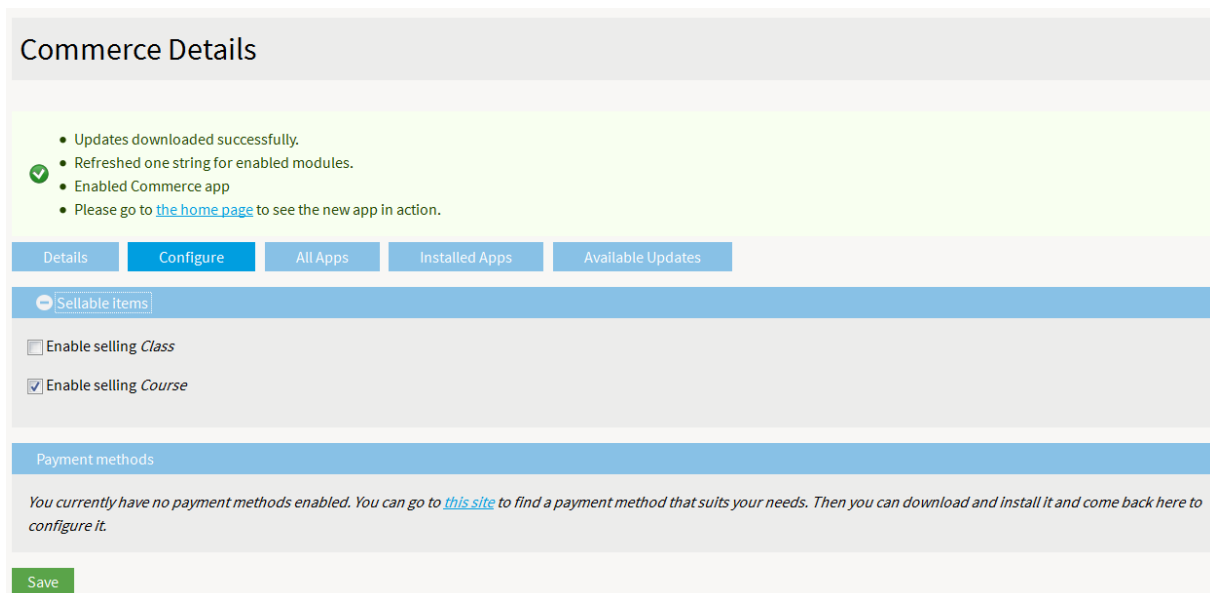 Commerce Details
Updates downloaded successfully.
Refreshed one string for enabled modules.
Enabled Commerce app
Please go to the home page to see the new app in action.
Details Configure All Apps Installed Apps Available Updates
Sellable items
Enable selling Class
Enable selling Course
Payment methods
You currently have no payment methods enabled. You can go to this site to find a payment method that suits your needs. Then you can download and install it and come back here to
configure it.
Save